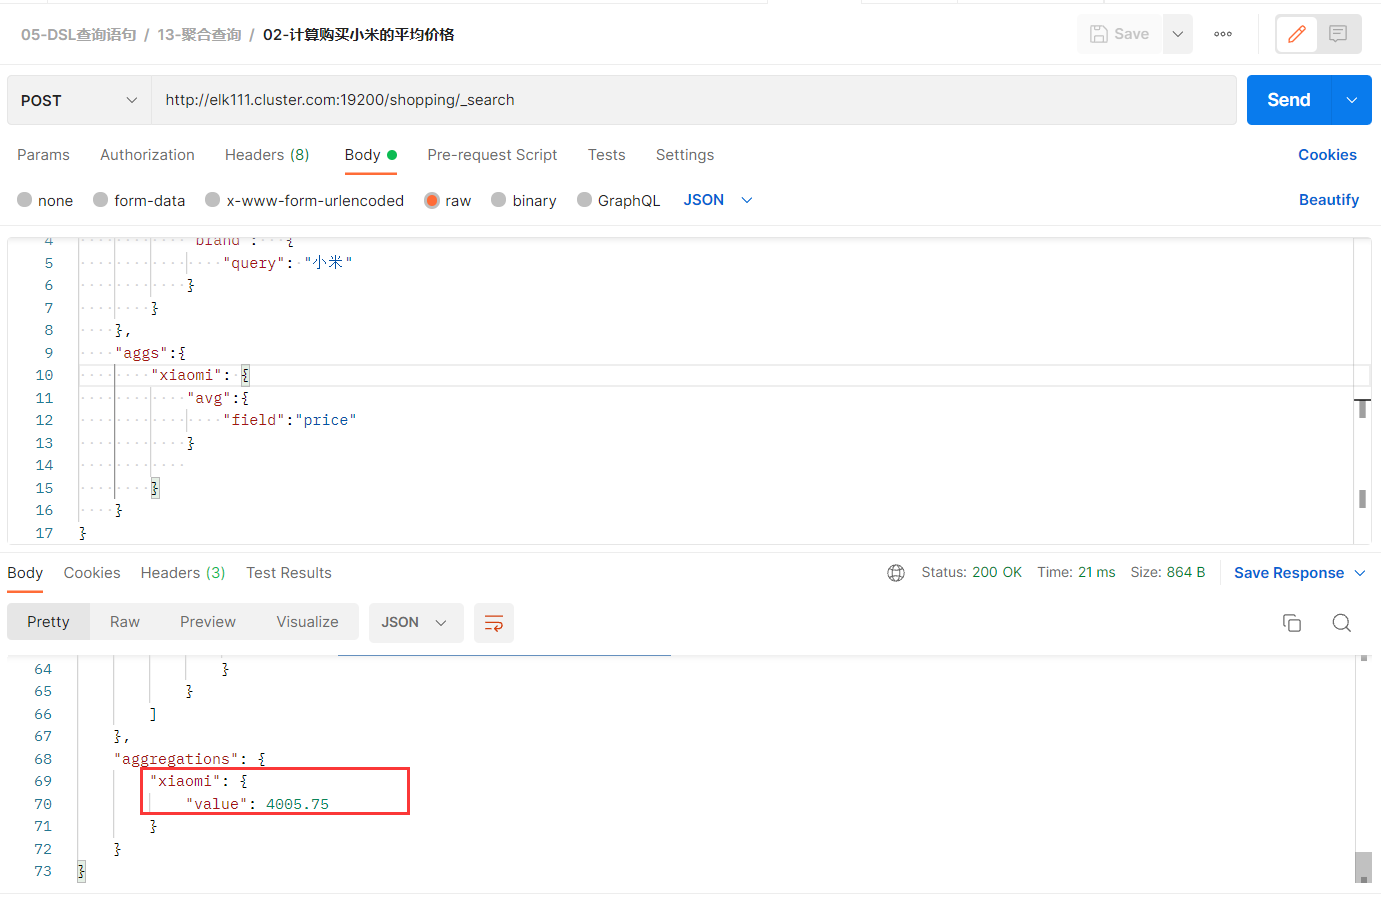 05-DSL查询语句 / 13-聚合查询 / 02-计算购买小米的平均价格
Save
POST
http://elk111.cluster.com:19200/shopping/_search
Send
Params Authorization Headers (8) Body Pre-request Script Tests Settings Cookies
none form-data x-www-form-urlencoded raw binary GraphQL JSON Beautify
4 "brand": {
5 "query": "小米"
6 }
7 }
8 },
9 "aggs":{
10 "xiaomi": {
11 "avg":{
12 "field":"price"
13 }
14
15 }
16 }
17 }
Body Cookies Headers (3) Test Results Status: 200 OK Time: 21 ms Size: 864 B Save Response
Pretty Raw Preview Visualize JSON
64 }
65 }
66 ]
67 },
68 "aggregations": {
69 "xiaomi": {
70 "value": 4005.75
71 }
72 }
73 }